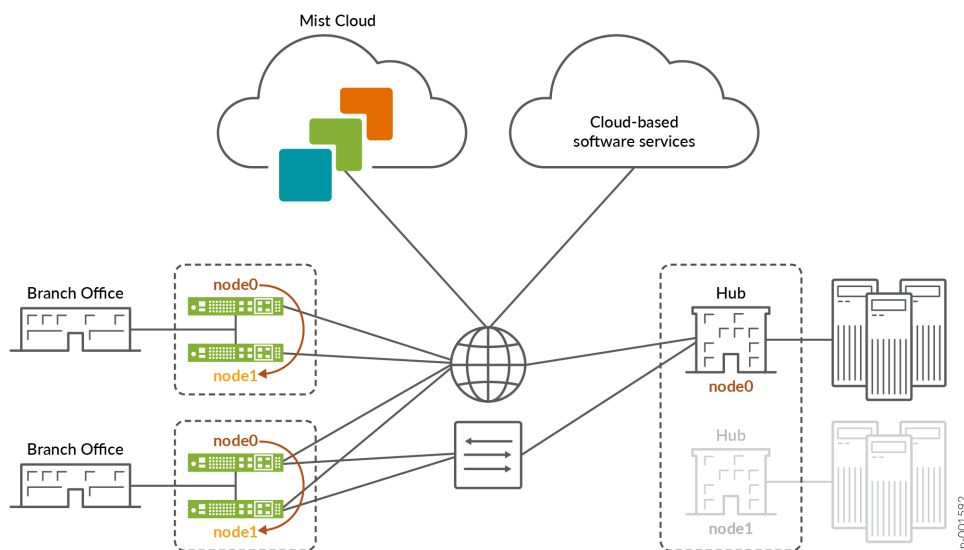 Mist Cloud
Cloud-based
software services
Branch Office
node0
node1
Hub
node0
Branch Office
node0
node1
Hub
node1